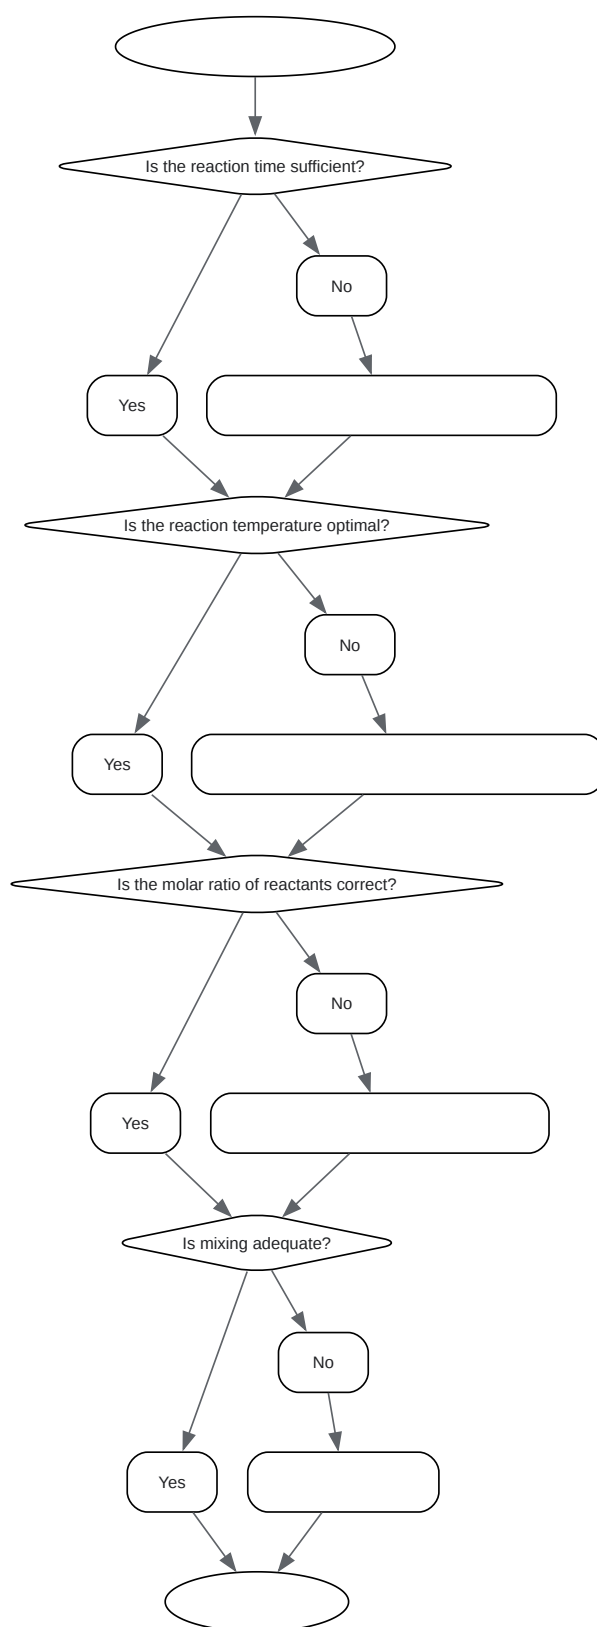 Is the reaction time sufficient?
No
Yes
Is the reaction temperature optimal?
No
Yes
Is the molar ratio of reactants correct?
No
Yes
Is mixing adequate?
No
Yes